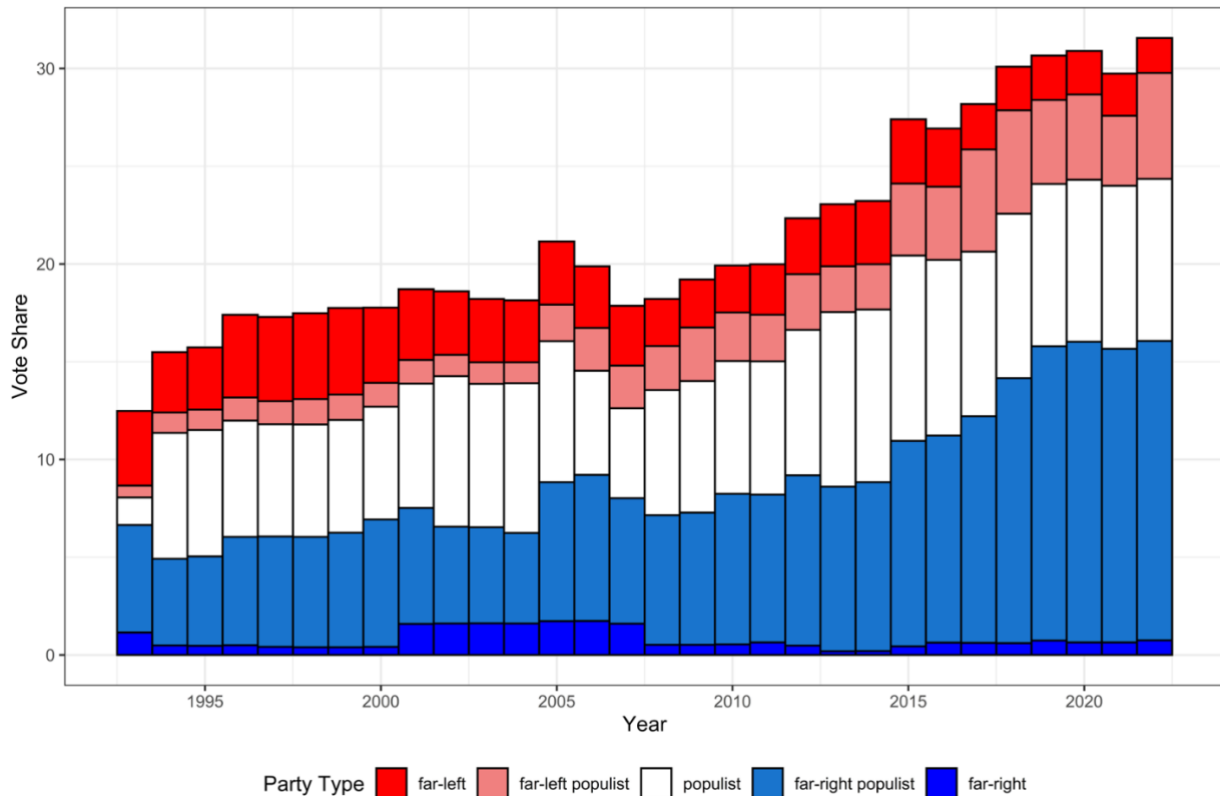 30
20
10
0
Vote Share
1995 2000 2005 2010 2015 2020
Year
Party Type far-left far-left populist populist far-right populist far-right